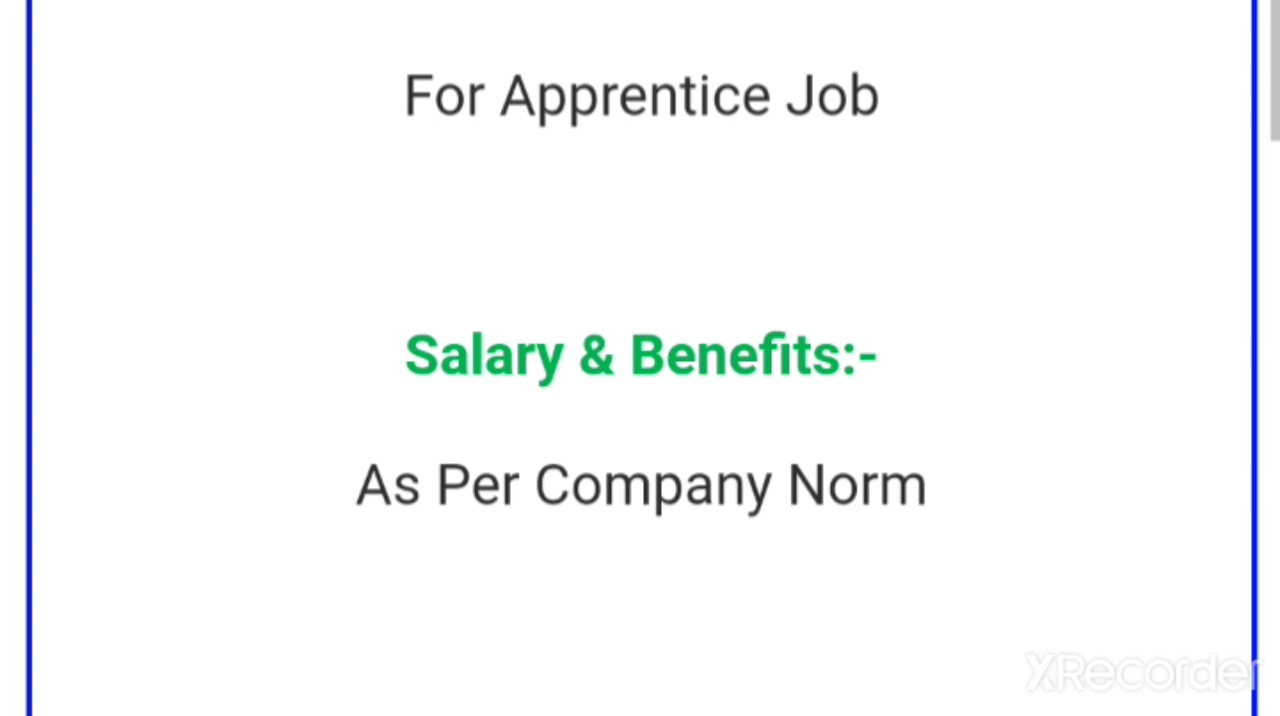 For Apprentice Job
Salary & Benefits:-
As Per Company Norm
XRecorder